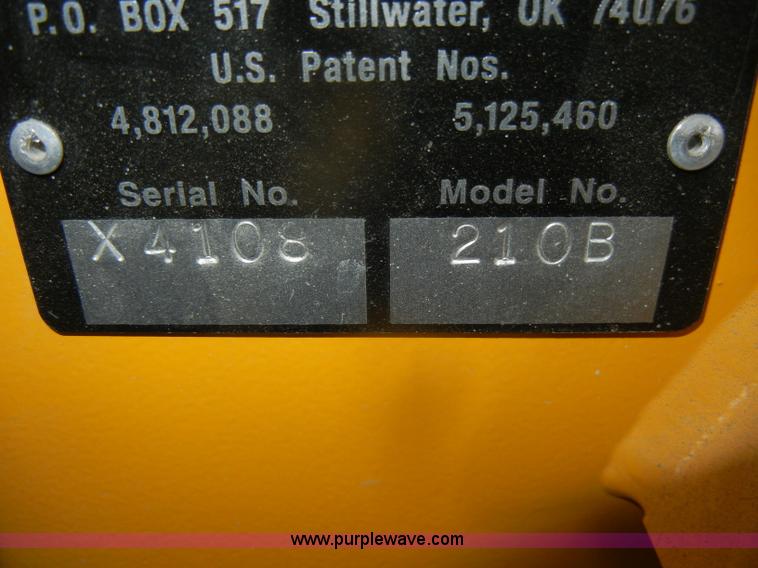 P.O. BOX 517 Stillwater, OK 74076
U.S. Patent Nos.
4,812,088 5,125,460
Serial No. Model No.
X4108 210B
www.purplewave.com